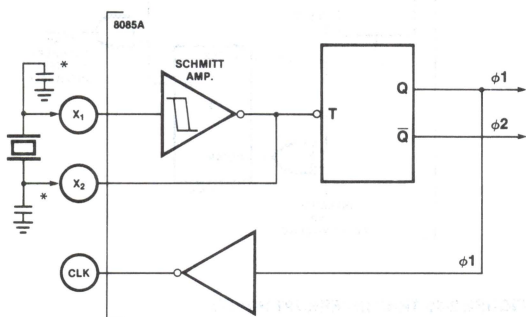 8085A
SCHMITT
AMP.
*
X₁
T
Q
ϕ1
Q̅
ϕ2
X₂
*
CLK
ϕ1